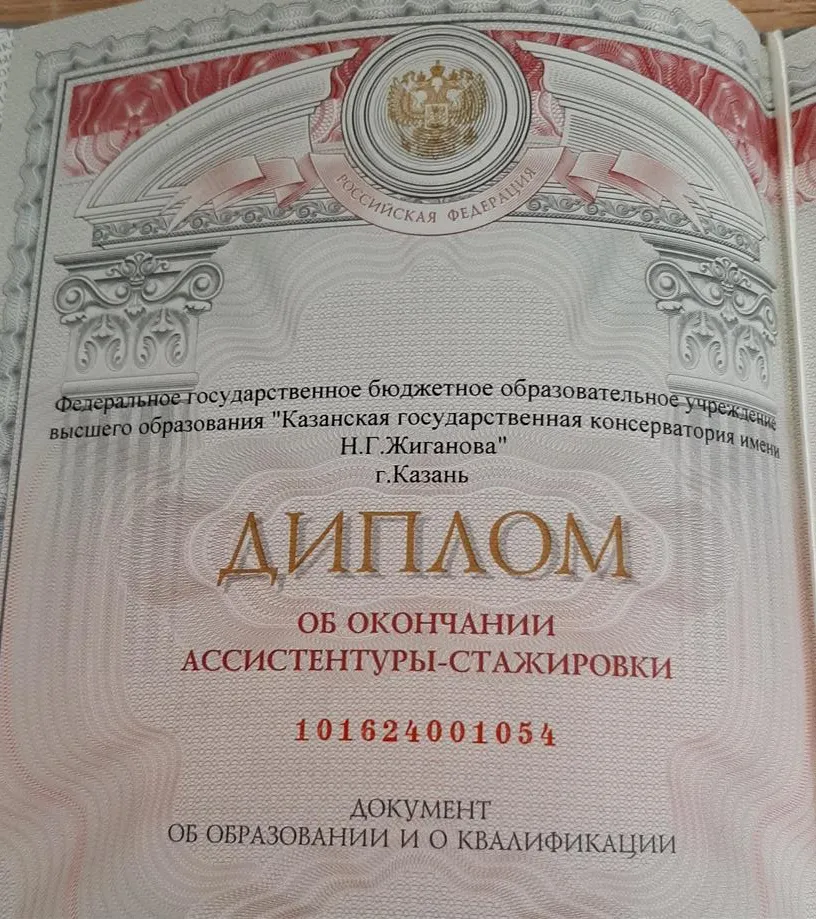 РОССИЙСКАЯ ФЕДЕРАЦИЯ
Федеральное государственное бюджетное образовательное учреждение
высшего образования "Казанская государственная консерватория имени
Н.Г.Жиганова"
г.Казань
ДИПЛОМ
ОБ ОКОНЧАНИИ
АССИСТЕНТУРЫ-СТАЖИРОВКИ
101624001054
ДОКУМЕНТ
ОБ ОБРАЗОВАНИИ И О КВАЛИФИКАЦИИ